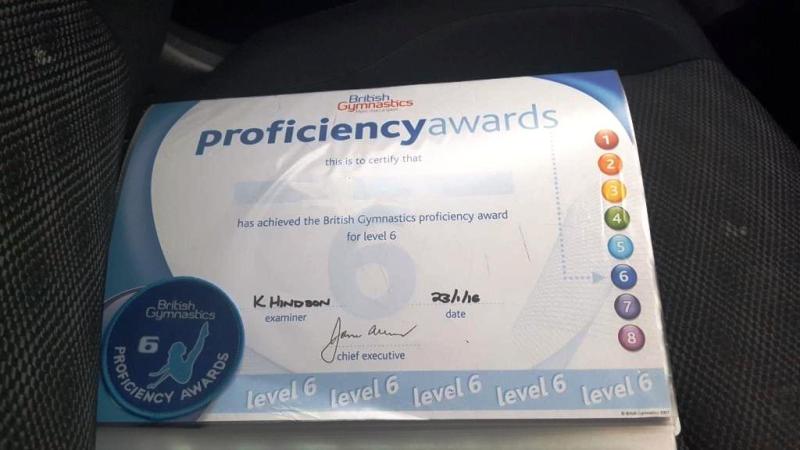 British
Gymnastics
proficiencyawards
this is to certify that
has achieved the British Gymnastics proficiency award
for level 6
K HINDSON
23/1/16
examiner
date
chief executive
1
2
3
4
5
6
7
8
British
Gymnastics
6
PROFICIENCY AWARDS
level 6 level 6 level 6 level 6 level 6